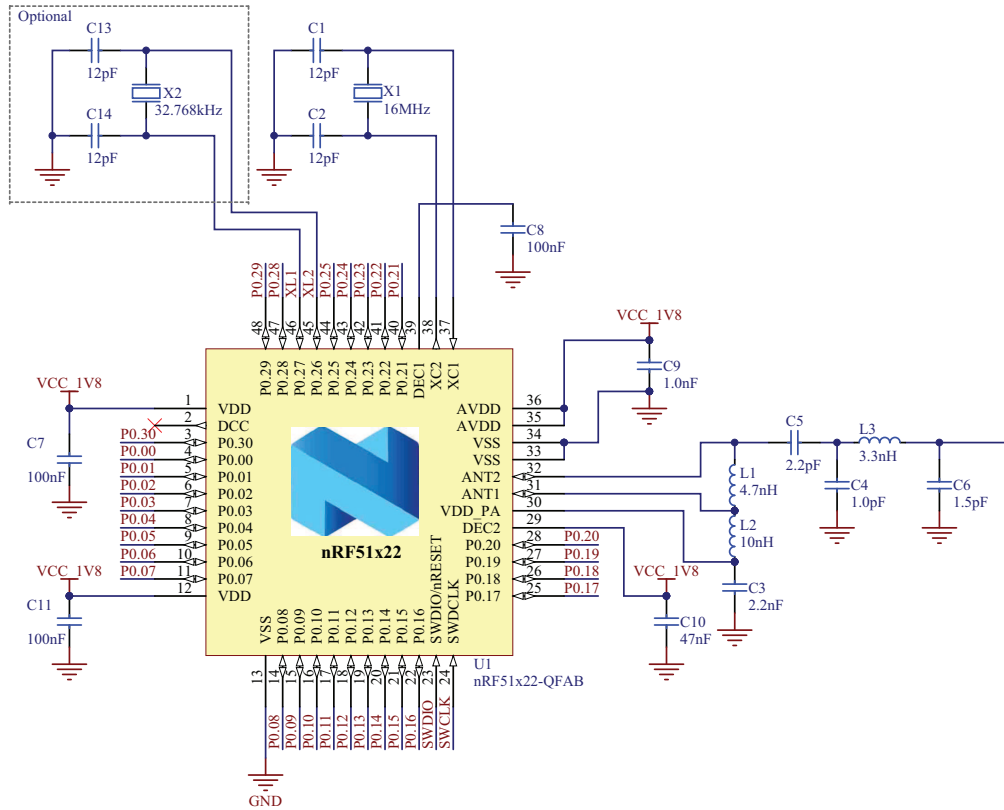 Optional
C13
12pF
X2
32.768kHz
C14
12pF
C1
12pF
X1
16MHz
C2
12pF
C8
100nF
P0.29
P0.28
XL1
XL2
P0.25
P0.24
P0.23
P0.22
P0.21
48
47
46
45
44
43
42
41
40
39
38
37
P0.29
P0.28
P0.27
P0.26
P0.25
P0.24
P0.23
P0.22
P0.21
DEC1
XC2
XC1
VCC_1V8
C7
100nF
P0.30
P0.00
P0.01
P0.02
P0.03
P0.04
P0.05
P0.06
P0.07
VCC_1V8
C11
100nF
1 VDD
2 DCC
3 P0.30
4 P0.00
5 P0.01
6 P0.02
7 P0.03
8 P0.04
9 P0.05
10 P0.06
11 P0.07
12 VDD
nRF51x22
AVDD 36
AVDD 35
VSS 34
VSS 33
ANT2 32
ANT1 31
VDD_PA 30
DEC2 29
P0.20 28 P0.20
P0.19 27 P0.19
P0.18 26 P0.18
P0.17 25 P0.17
VCC_1V8
C9
1.0nF
C5
2.2pF
L3
3.3nH
L1
4.7nH
C4
1.0pF
C6
1.5pF
L2
10nH
C3
2.2nF
VCC_1V8
C10
47nF
VSS
P0.08
P0.09
P0.10
P0.11
P0.12
P0.13
P0.14
P0.15
P0.16
SWDIO/nRESET
SWDCLK
13
14
15
16
17
18
19
20
21
22
23
24
U1
nRF51x22-QFAB
P0.08
P0.09
P0.10
P0.11
P0.12
P0.13
P0.14
P0.15
P0.16
SWDIO
SWCLK
GND